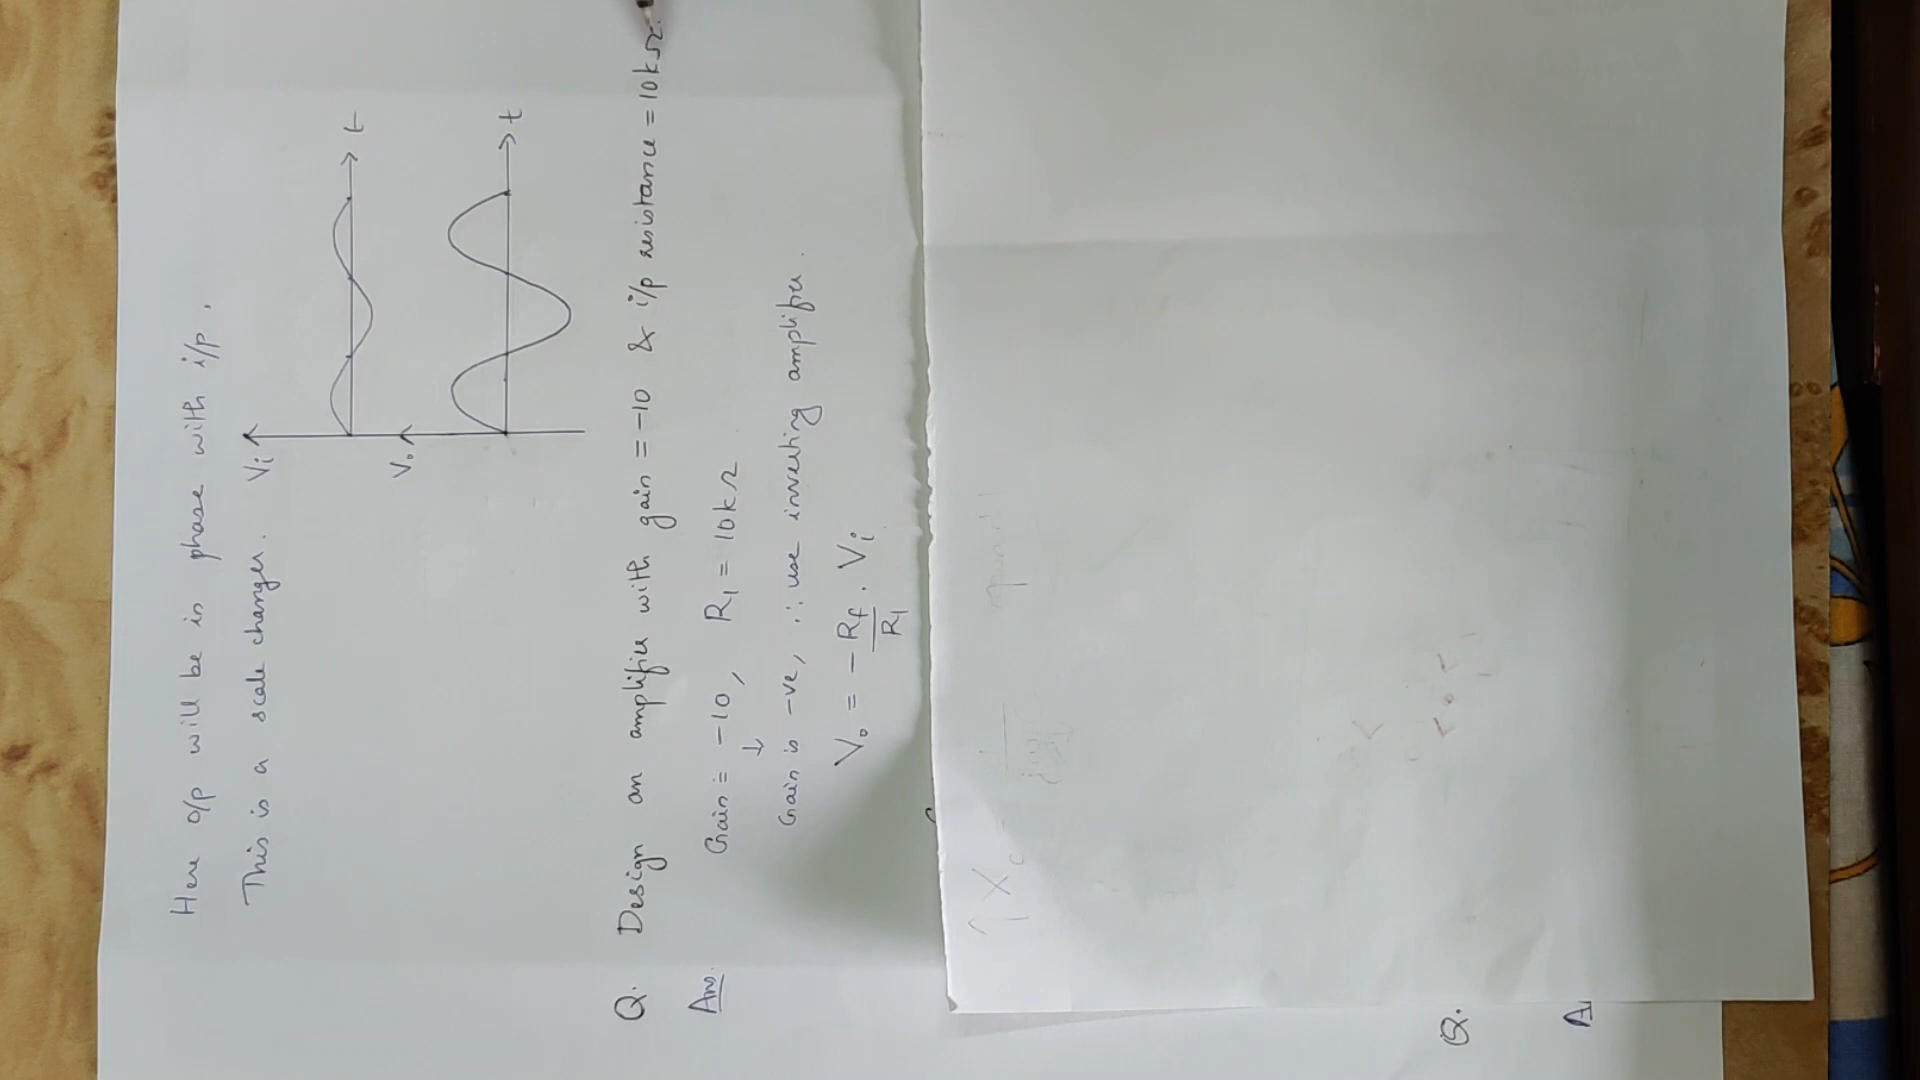 Here o/p will be in phase with i/p.
This is a scale changer.
Vi
t
Vo
t
Q. Design an amplifier with gain = -10 & i/p resistance = 10kΩ.
Ans. Gain = -10, R1 = 10kΩ
↓
Gain is -ve, ∴ use inverting amplifier.
Vo = - Rf/R1 . Vi
↑ Xc
Q.
A